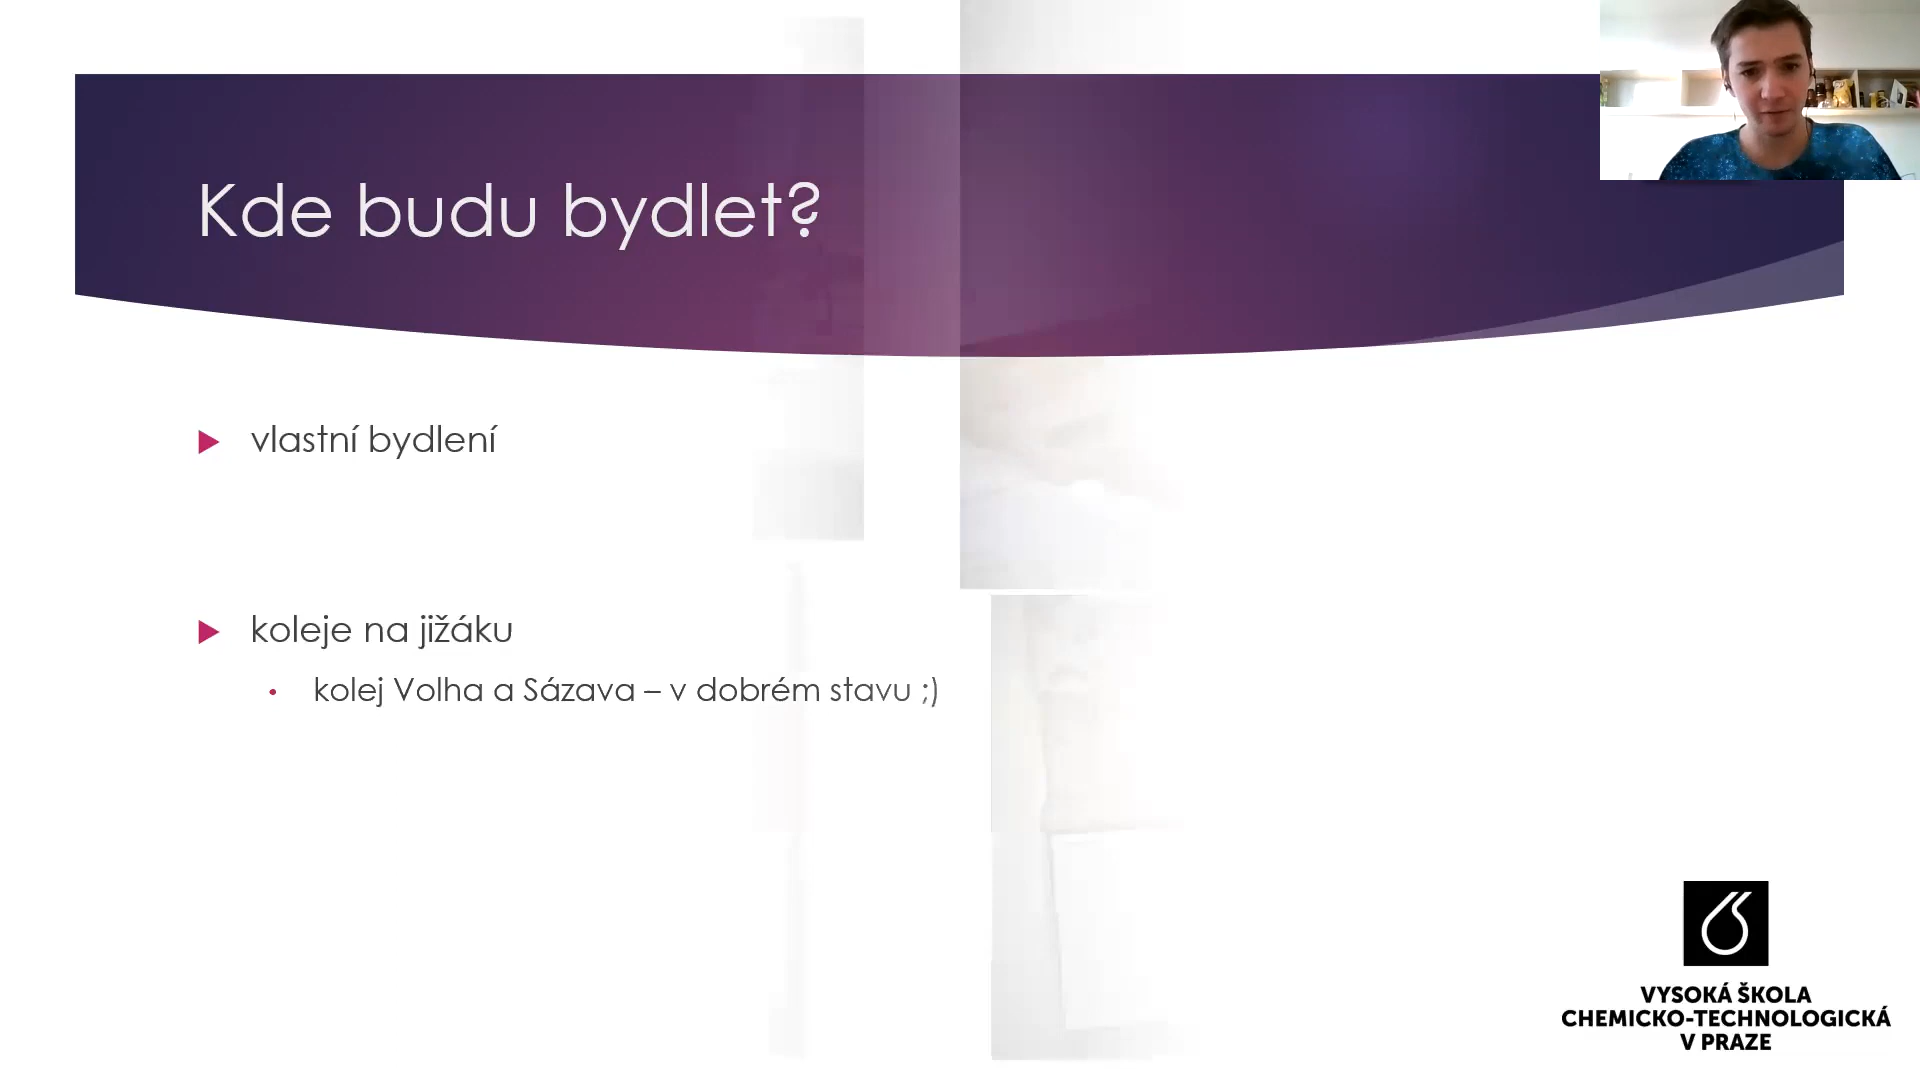 Kde budu bydlet?
vlastní bydlení
koleje na jižáku
kolej Volha a Sázava – v dobrém stavu ;)
VYSOKÁ ŠKOLA
CHEMICKO-TECHNOLOGICKÁ
V PRAZE